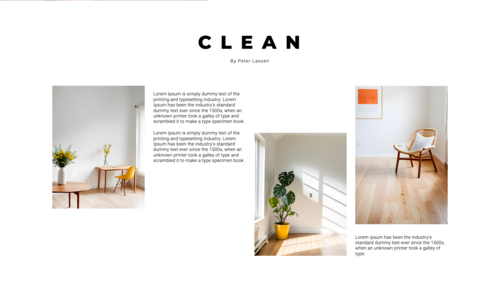 CLEAN
By Peter Lassen
Lorem Ipsum is simply dummy text of the
printing and typesetting industry. Lorem
Ipsum has been the industry's standard
dummy text ever since the 1500s, when an
unknown printer took a galley of type and
scrambled it to make a type specimen book.
Lorem Ipsum is simply dummy text of the
printing and typesetting industry. Lorem
Ipsum has been the industry's standard
dummy text ever since the 1500s, when an
unknown printer took a galley of type and
scrambled it to make a type specimen book.
Lorem Ipsum has been the industry's
standard dummy text ever since the 1500s,
when an unknown printer took a galley of
type.